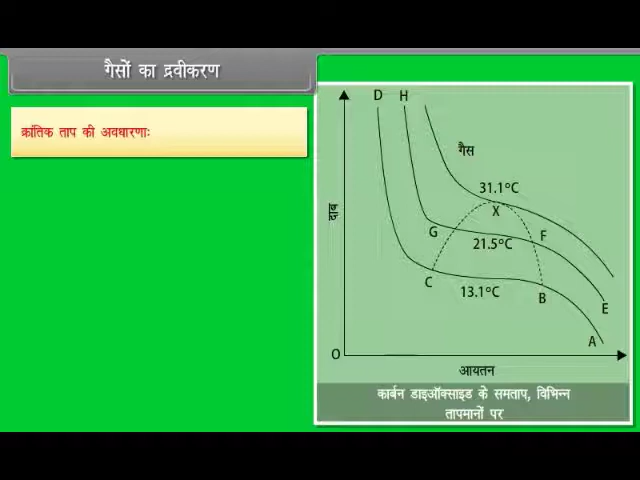 गैसों का द्रवीकरण
क्रांतिक ताप की अवधारणाः
D H
गैस
31.1°C
दाब
X
G F
21.5°C
C
13.1°C
B
E
A
O
आयतन
कार्बन डाइऑक्साइड के समताप, विभिन्न
तापमानों पर